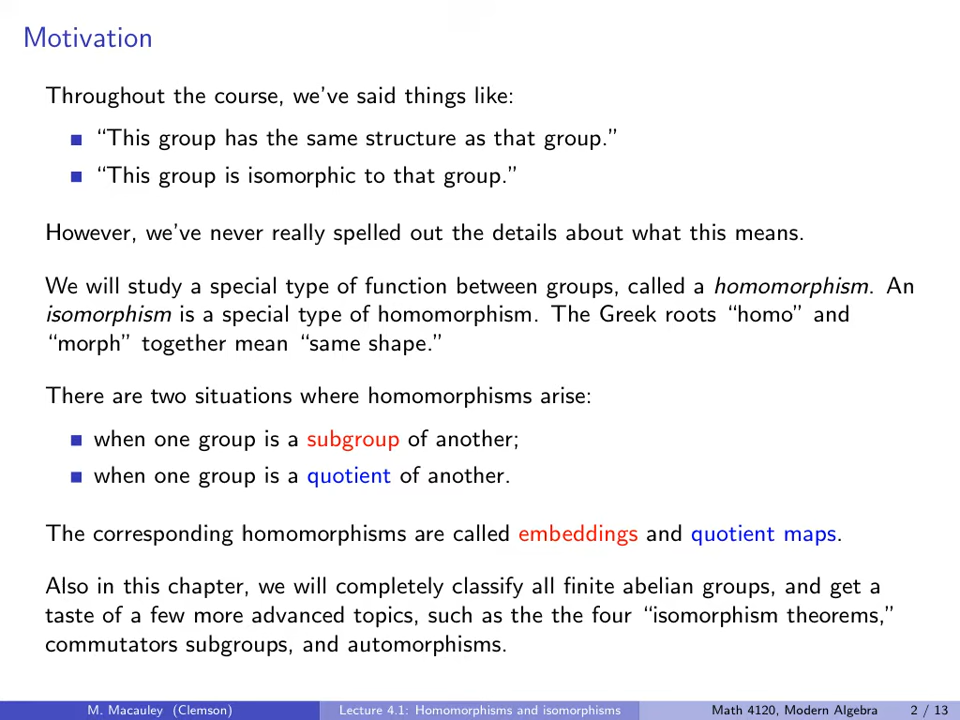 Motivation
Throughout the course, we've said things like:
“This group has the same structure as that group.”
“This group is isomorphic to that group.”
However, we've never really spelled out the details about what this means.
We will study a special type of function between groups, called a homomorphism. An
isomorphism is a special type of homomorphism. The Greek roots “homo” and
“morph” together mean “same shape.”
There are two situations where homomorphisms arise:
when one group is a subgroup of another;
when one group is a quotient of another.
The corresponding homomorphisms are called embeddings and quotient maps.
Also in this chapter, we will completely classify all finite abelian groups, and get a
taste of a few more advanced topics, such as the the four “isomorphism theorems,”
commutators subgroups, and automorphisms.
M. Macauley (Clemson) Lecture 4.1: Homomorphisms and isomorphisms Math 4120, Modern Algebra 2 / 13